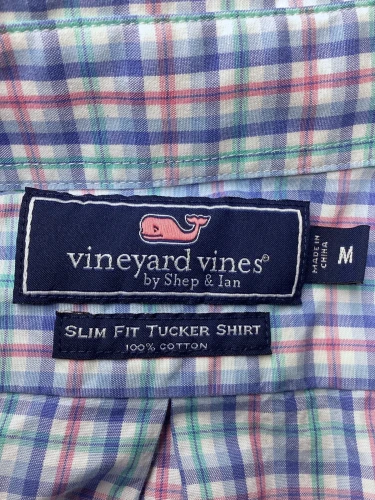 vineyard vines®
by Shep & Ian
MADE IN
CHINA
M
SLIM FIT TUCKER SHIRT
100% COTTON